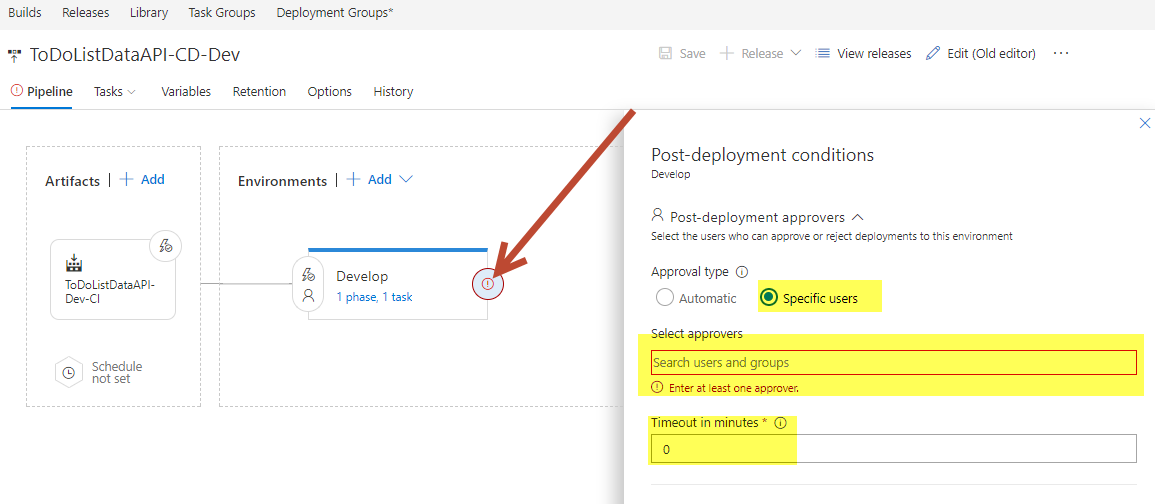 Builds Releases Library Task Groups Deployment Groups*
ToDoListDataAPI-CD-Dev
Save Release View releases Edit (Old editor) ...
Pipeline Tasks Variables Retention Options History
Artifacts | + Add
Environments | + Add
ToDoListDataAPI-
Dev-CI
Schedule
not set
Develop
1 phase, 1 task
Post-deployment conditions
Develop
Post-deployment approvers
Select the users who can approve or reject deployments to this environment
Approval type
Automatic Specific users
Select approvers
Search users and groups
Enter at least one approver.
Timeout in minutes *
0